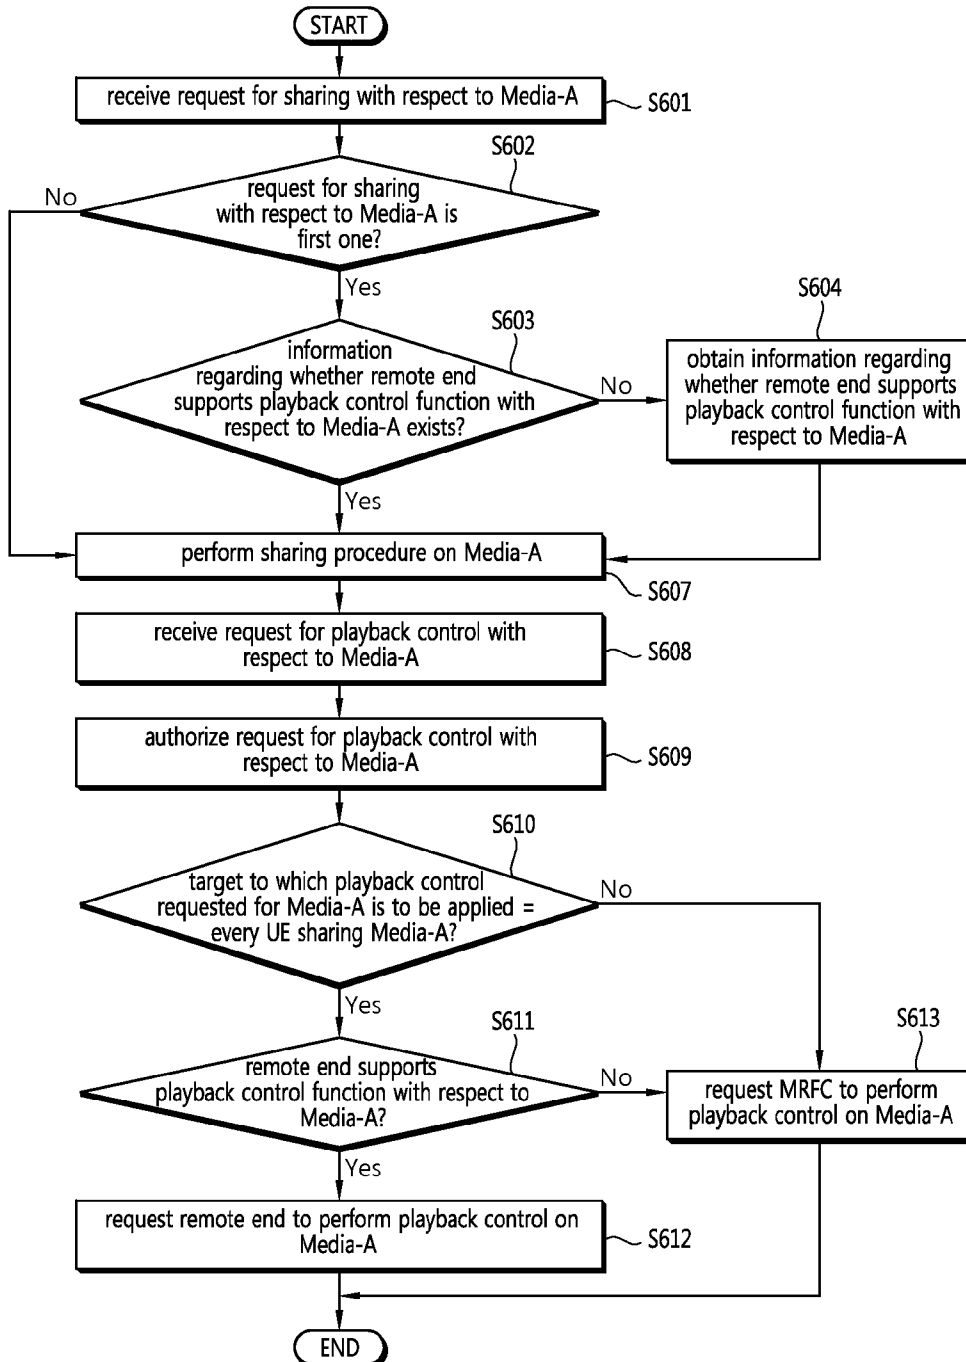 START
receive request for sharing with respect to Media-A
S601
S602
request for sharing
with respect to Media-A is
first one?
No
Yes
S603
information
regarding whether remote end
supports playback control function with
respect to Media-A exists?
No
Yes
S604
obtain information regarding
whether remote end supports
playback control function with
respect to Media-A
perform sharing procedure on Media-A
S607
receive request for playback control with
respect to Media-A
S608
authorize request for playback control with
respect to Media-A
S609
S610
target to which playback control
requested for Media-A is to be applied =
every UE sharing Media-A?
No
Yes
S611
remote end supports
playback control function with respect to
Media-A?
No
Yes
S613
request MRFC to perform
playback control on Media-A
request remote end to perform playback control on
Media-A
S612
END